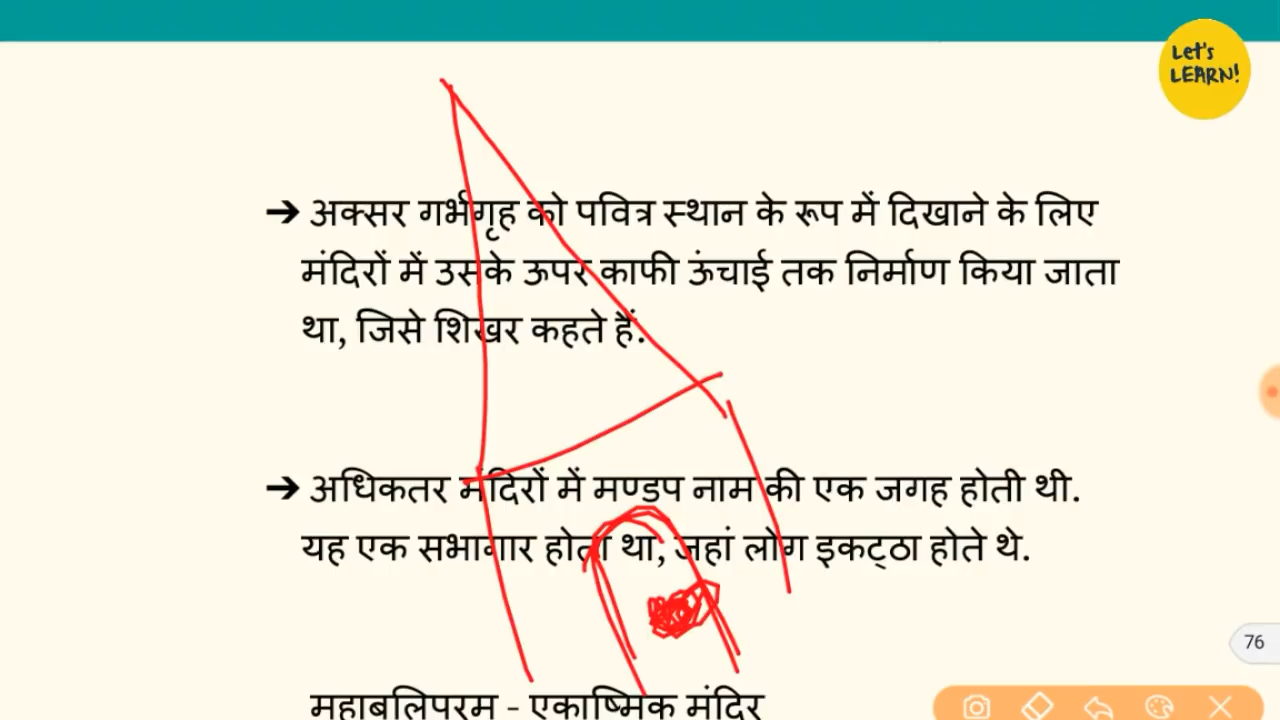 Let's
LEARN!
➔ अक्सर गर्भगृह को पवित्र स्थान के रूप में दिखाने के लिए
मंदिरों में उसके ऊपर काफी ऊंचाई तक निर्माण किया जाता
था, जिसे शिखर कहते हैं.
➔ अधिकतर मंदिरों में मण्डप नाम की एक जगह होती थी.
यह एक सभागार होता था, जहां लोग इकट्ठा होते थे.
76
महाबलिपुरम - एकाष्मिक मंदिर